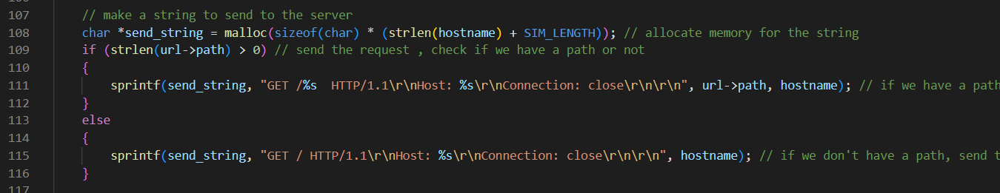 106
107 // make a string to send to the server
108 char *send_string = malloc(sizeof(char) * (strlen(hostname) + SIM_LENGTH)); // allocate memory for the string
109 if (strlen(url->path) > 0) // send the request , check if we have a path or not
110 {
111 sprintf(send_string, "GET /%s  HTTP/1.1\r\nHost: %s\r\nConnection: close\r\n\r\n", url->path, hostname); // if we have a path
112 }
113 else
114 {
115 sprintf(send_string, "GET / HTTP/1.1\r\nHost: %s\r\nConnection: close\r\n\r\n", hostname); // if we don't have a path, send t
116 }
117